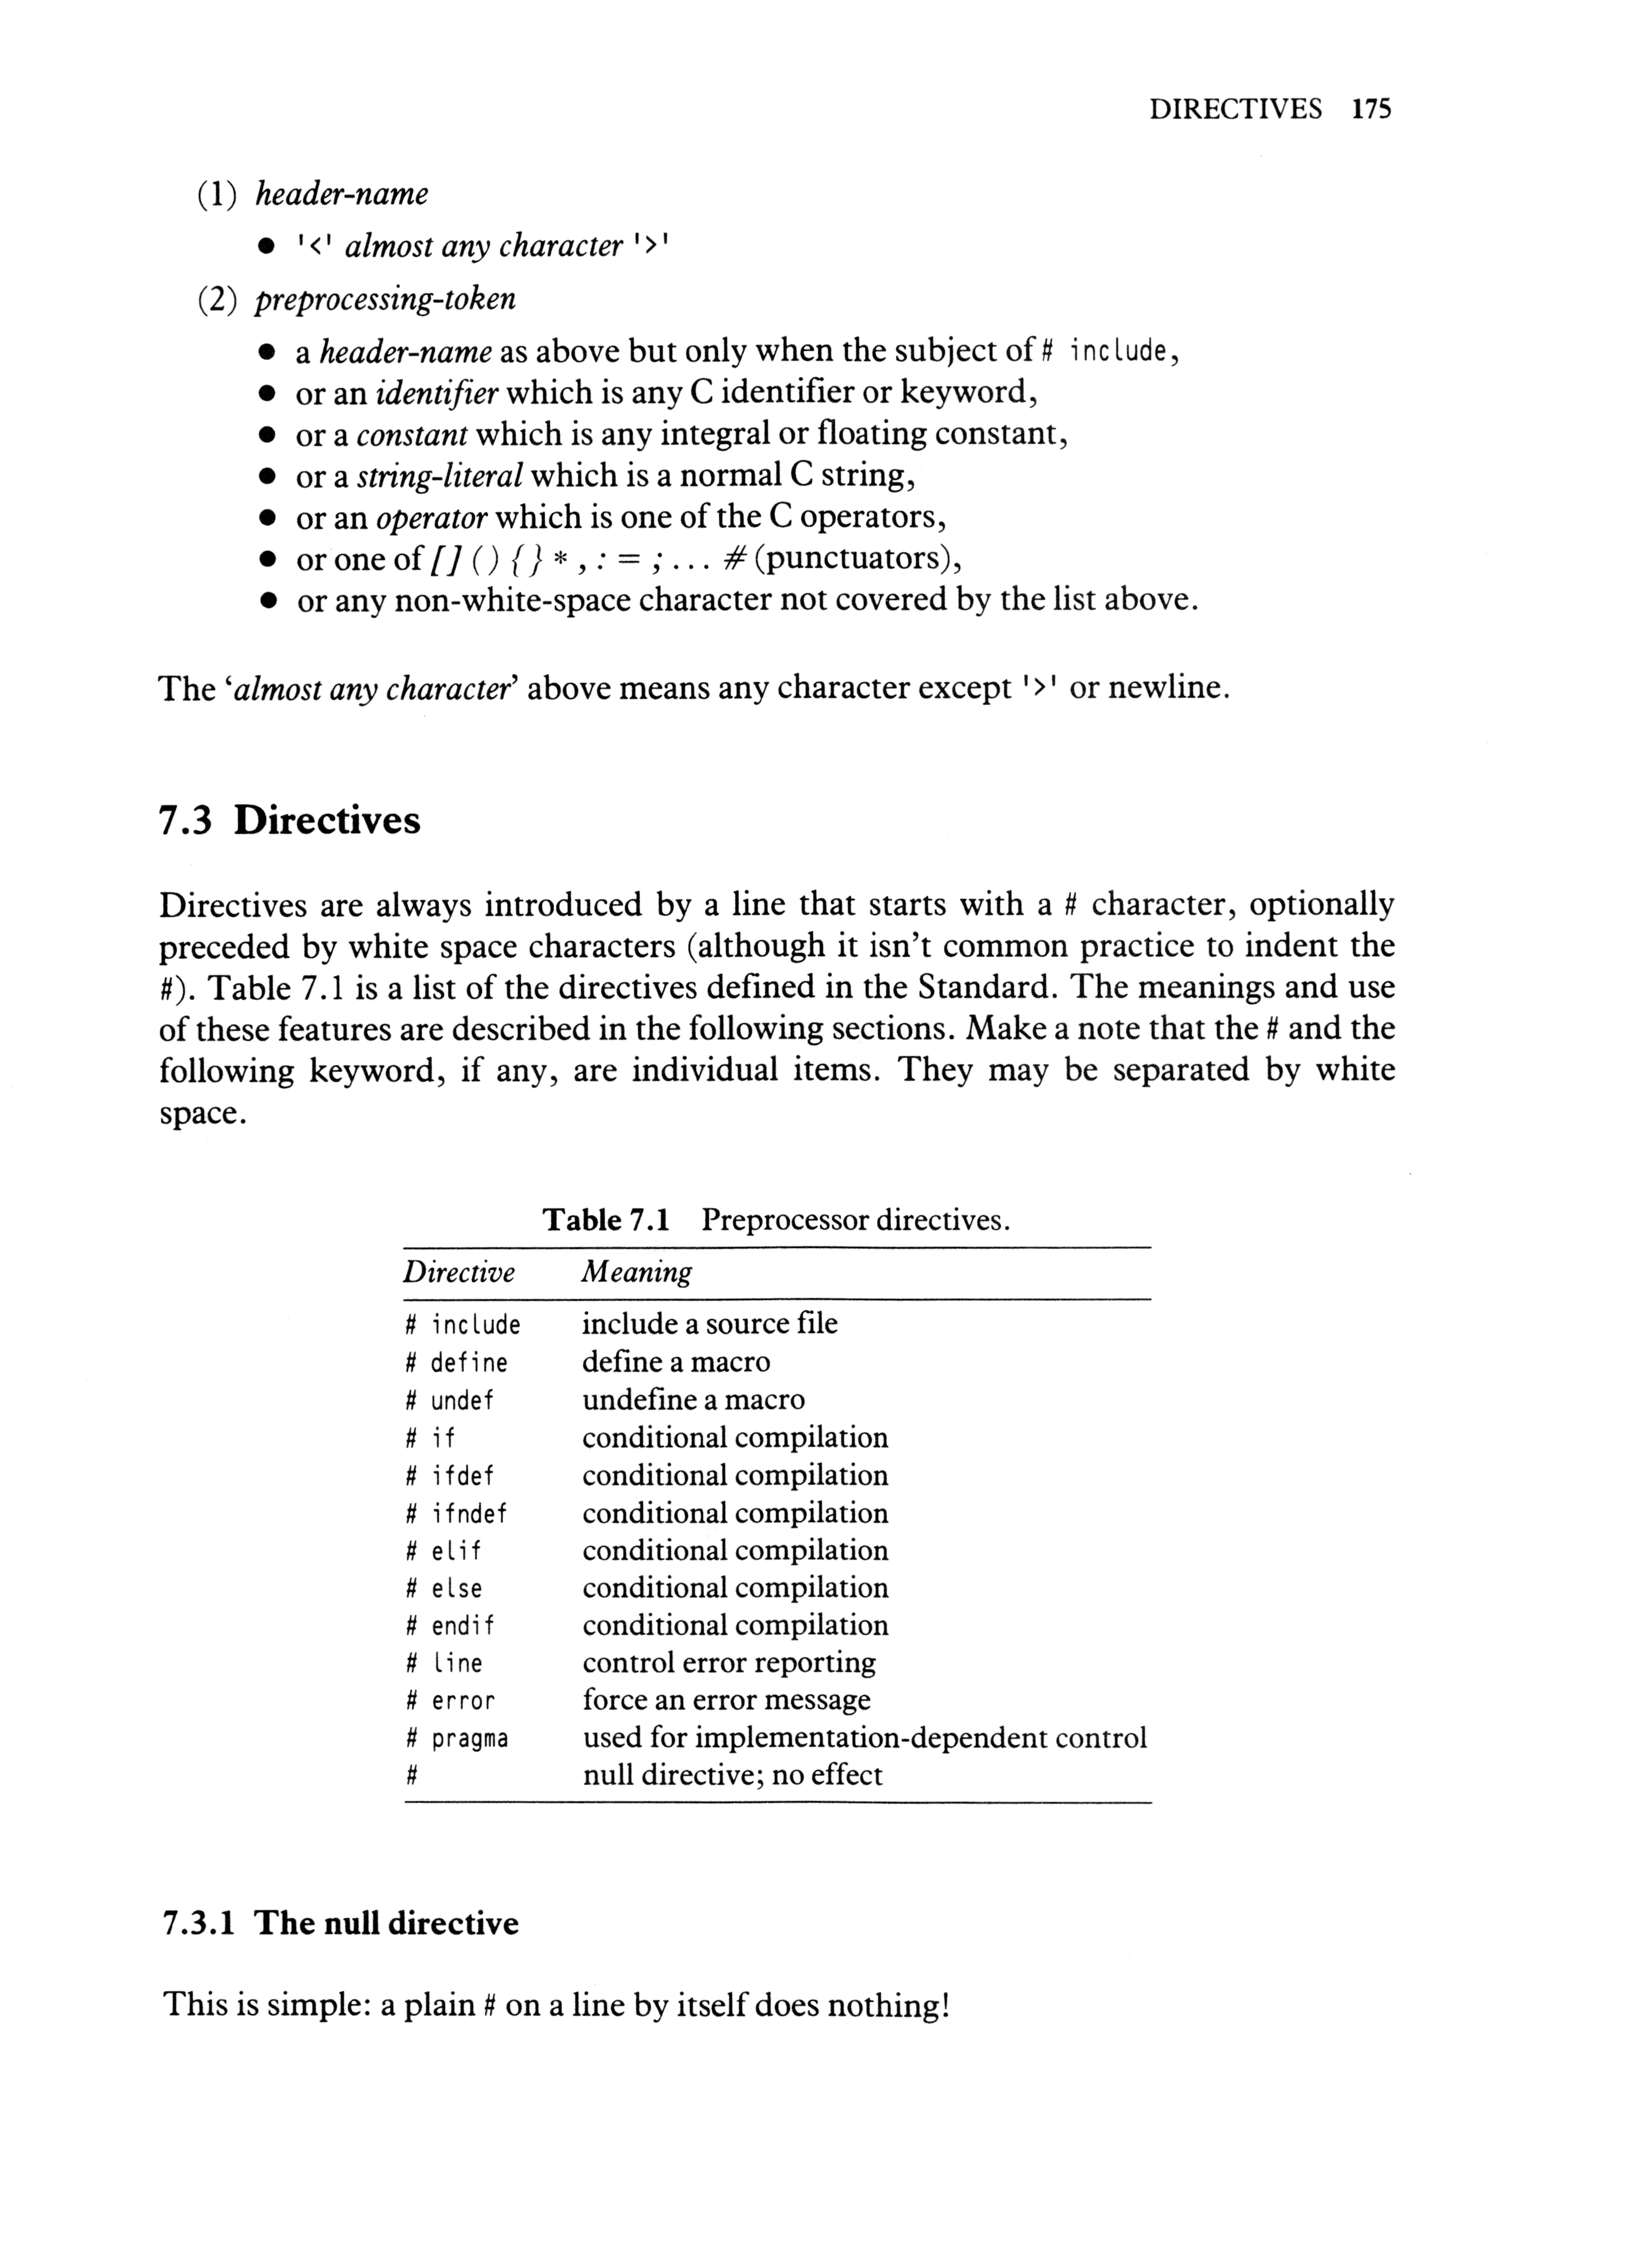 DIRECTIVES 175
(1) header-name
● '<' almost any character '>'
(2) preprocessing-token
● a header-name as above but only when the subject of # include,
● or an identifier which is any C identifier or keyword,
● or a constant which is any integral or floating constant,
● or a string-literal which is a normal C string,
● or an operator which is one of the C operators,
● or one of [] () {} * , : = ; ... # (punctuators),
● or any non-white-space character not covered by the list above.
The ‘almost any character’ above means any character except '>' or newline.
7.3 Directives
Directives are always introduced by a line that starts with a # character, optionally
preceded by white space characters (although it isn’t common practice to indent the
#). Table 7.1 is a list of the directives defined in the Standard. The meanings and use
of these features are described in the following sections. Make a note that the # and the
following keyword, if any, are individual items. They may be separated by white
space.
Table 7.1 Preprocessor directives.
Directive Meaning
# include include a source file
# define define a macro
# undef undefine a macro
# if conditional compilation
# ifdef conditional compilation
# ifndef conditional compilation
# elif conditional compilation
# else conditional compilation
# endif conditional compilation
# line control error reporting
# error force an error message
# pragma used for implementation-dependent control
# null directive; no effect
7.3.1 The null directive
This is simple: a plain # on a line by itself does nothing!